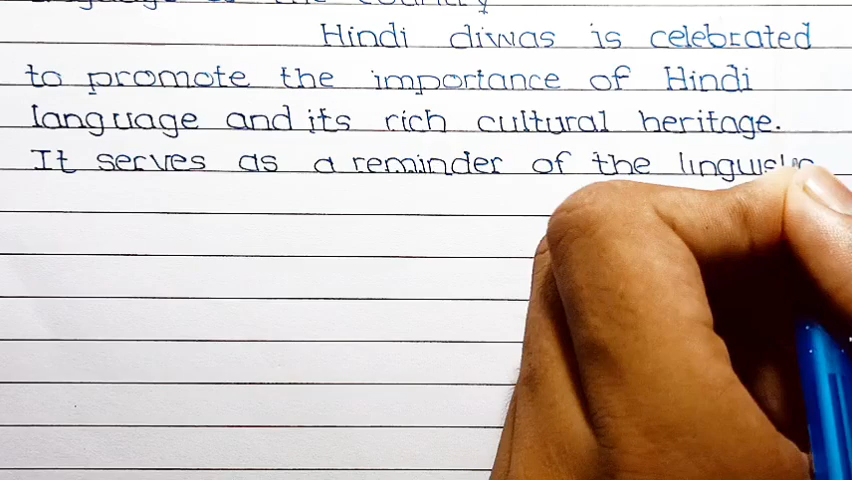 Hindi diwas is celebrated
to promote the importance of Hindi
language and its rich cultural heritage.
It serves as a reminder of the